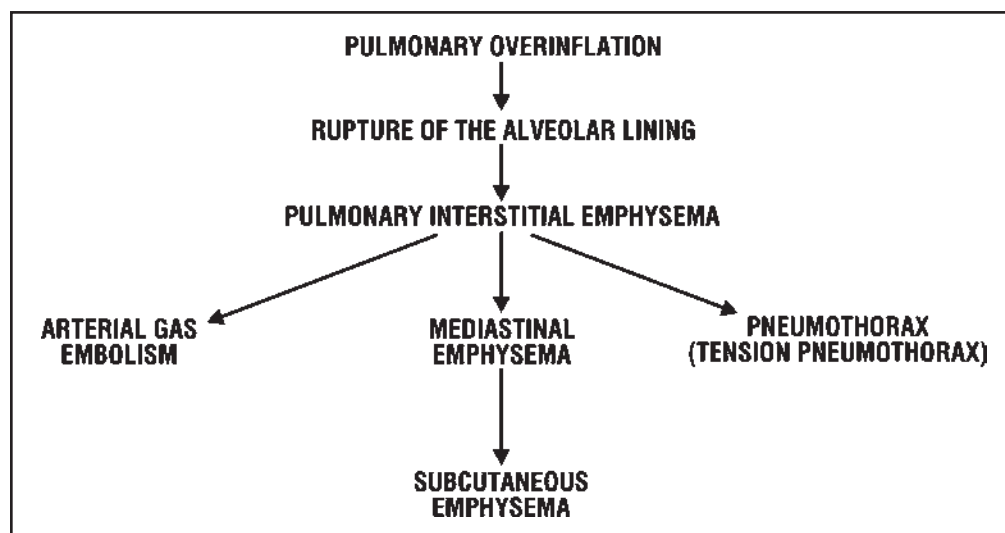 PULMONARY OVERINFLATION
RUPTURE OF THE ALVEOLAR LINING
PULMONARY INTERSTITIAL EMPHYSEMA
ARTERIAL GAS
EMBOLISM
MEDIASTINAL
EMPHYSEMA
PNEUMOTHORAX
(TENSION PNEUMOTHORAX)
SUBCUTANEOUS
EMPHYSEMA